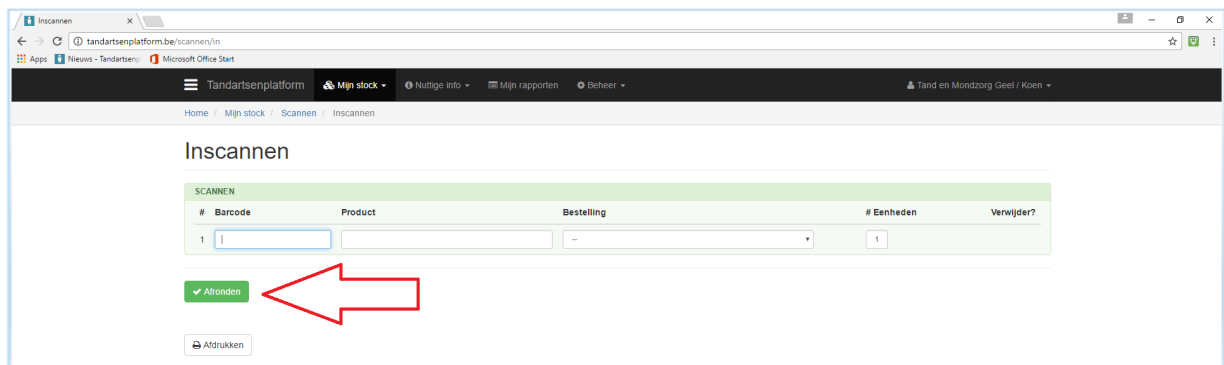 Inscannen
tandartsenplatform.be/scannen/in
Apps Nieuws - Tandartsenp Microsoft Office Start
Tandartsenplatform Mijn stock Nuttige info Mijn rapporten Beheer Tand en Mondzorg Geel / Koen
Home / Mijn stock / Scannen / Inscannen
Inscannen
SCANNEN
# Barcode Product Bestelling # Eenheden Verwijder?
1 -- 1
Afronden
Afdrukken